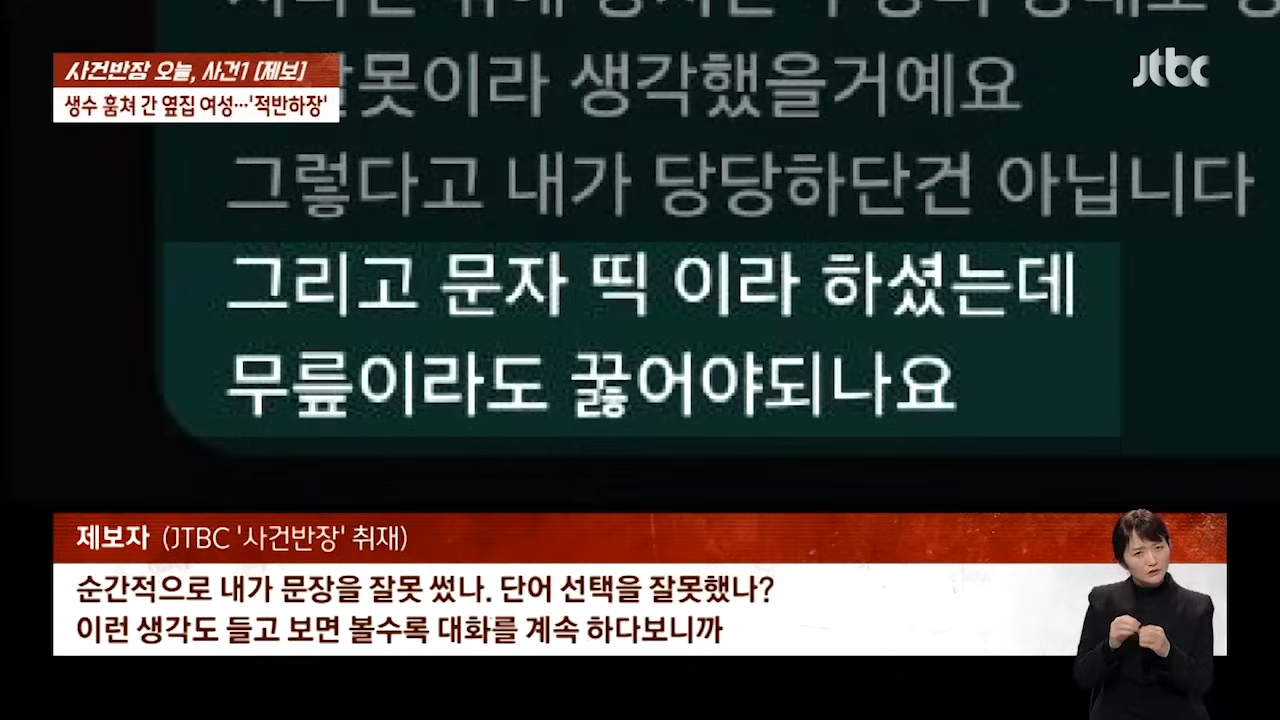 사건반장 오늘, 사건1 [제보]
생수 훔쳐 간 옆집 여성…'적반하장'
jtbc
잘못이라 생각했을거예요
그렇다고 내가 당당하단건 아닙니다
그리고 문자 띡 이라 하셨는데
무릎이라도 꿇어야되나요
제보자 (JTBC '사건반장' 취재)
순간적으로 내가 문장을 잘못 썼나. 단어 선택을 잘못했나?
이런 생각도 들고 보면 볼수록 대화를 계속 하다보니까